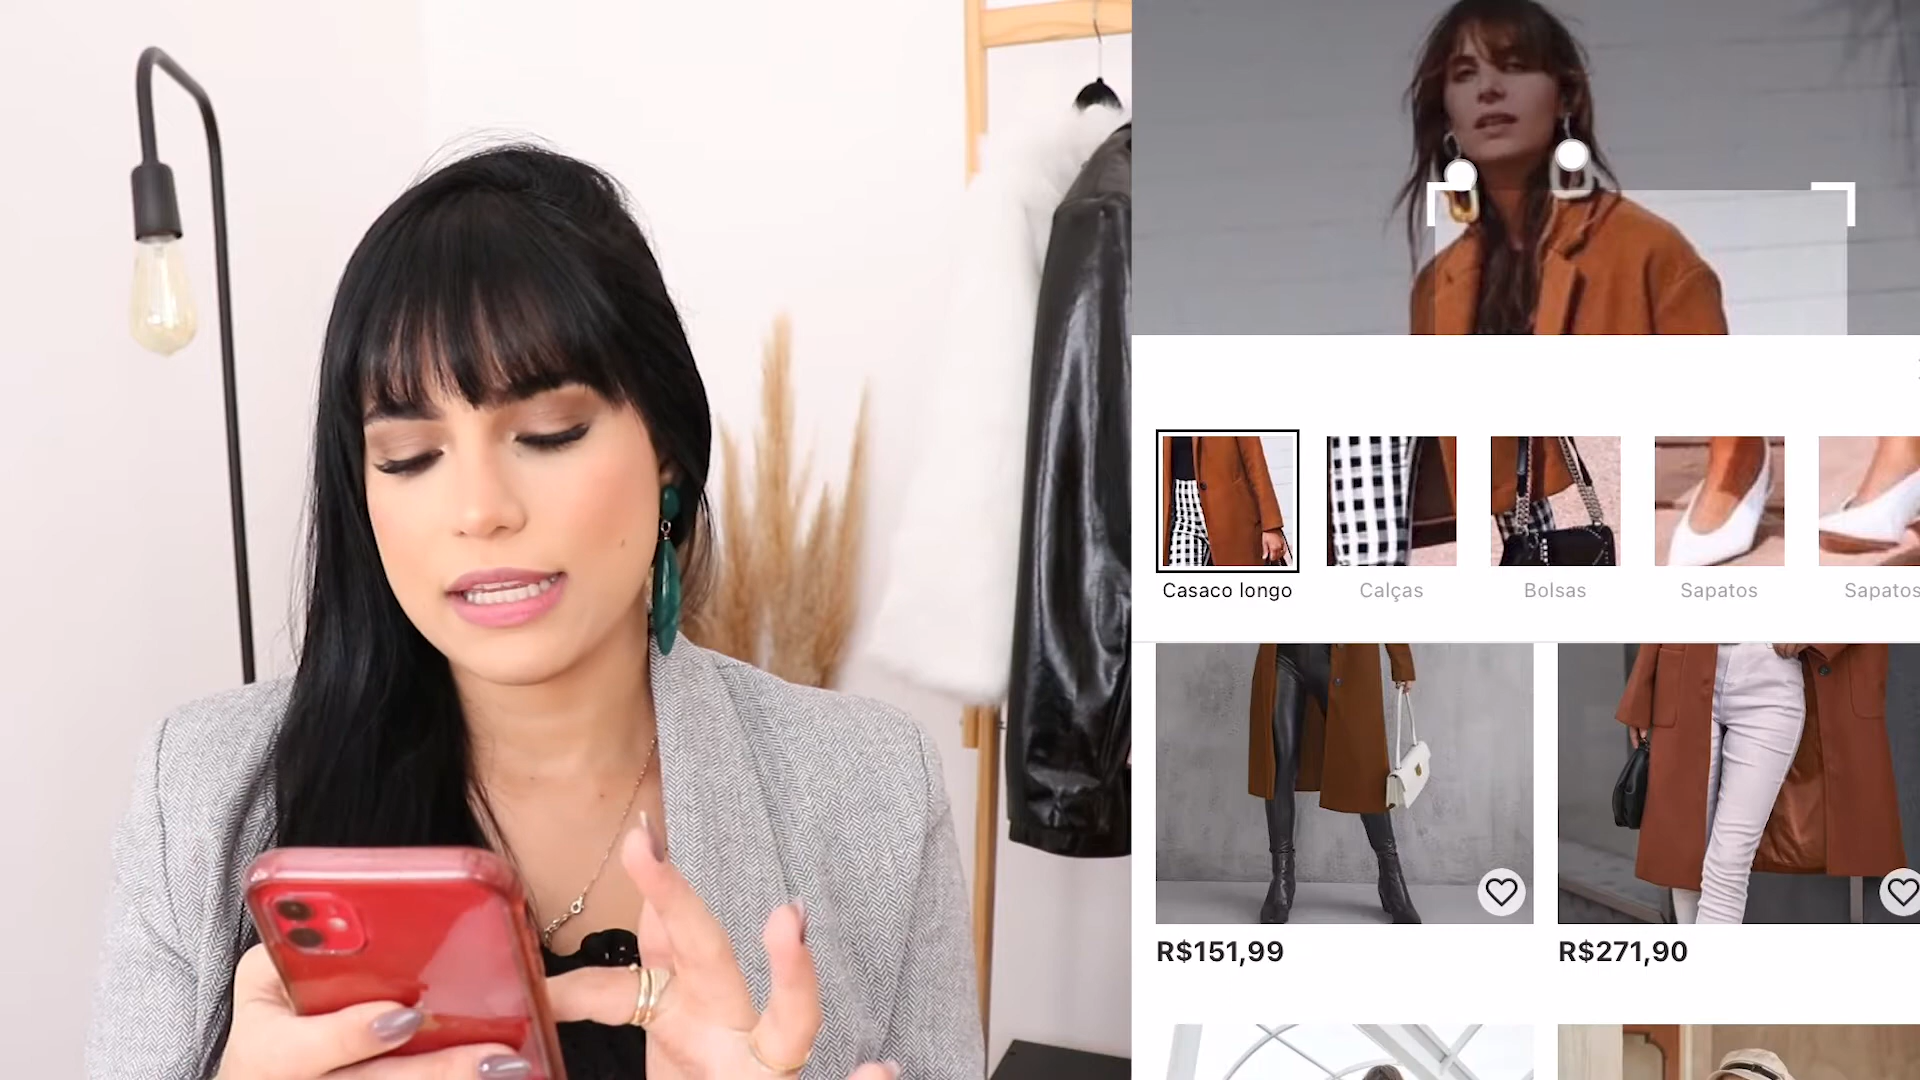 Casaco longo
Calças
Bolsas
Sapatos
Sapatos
R$151,99
R$271,90